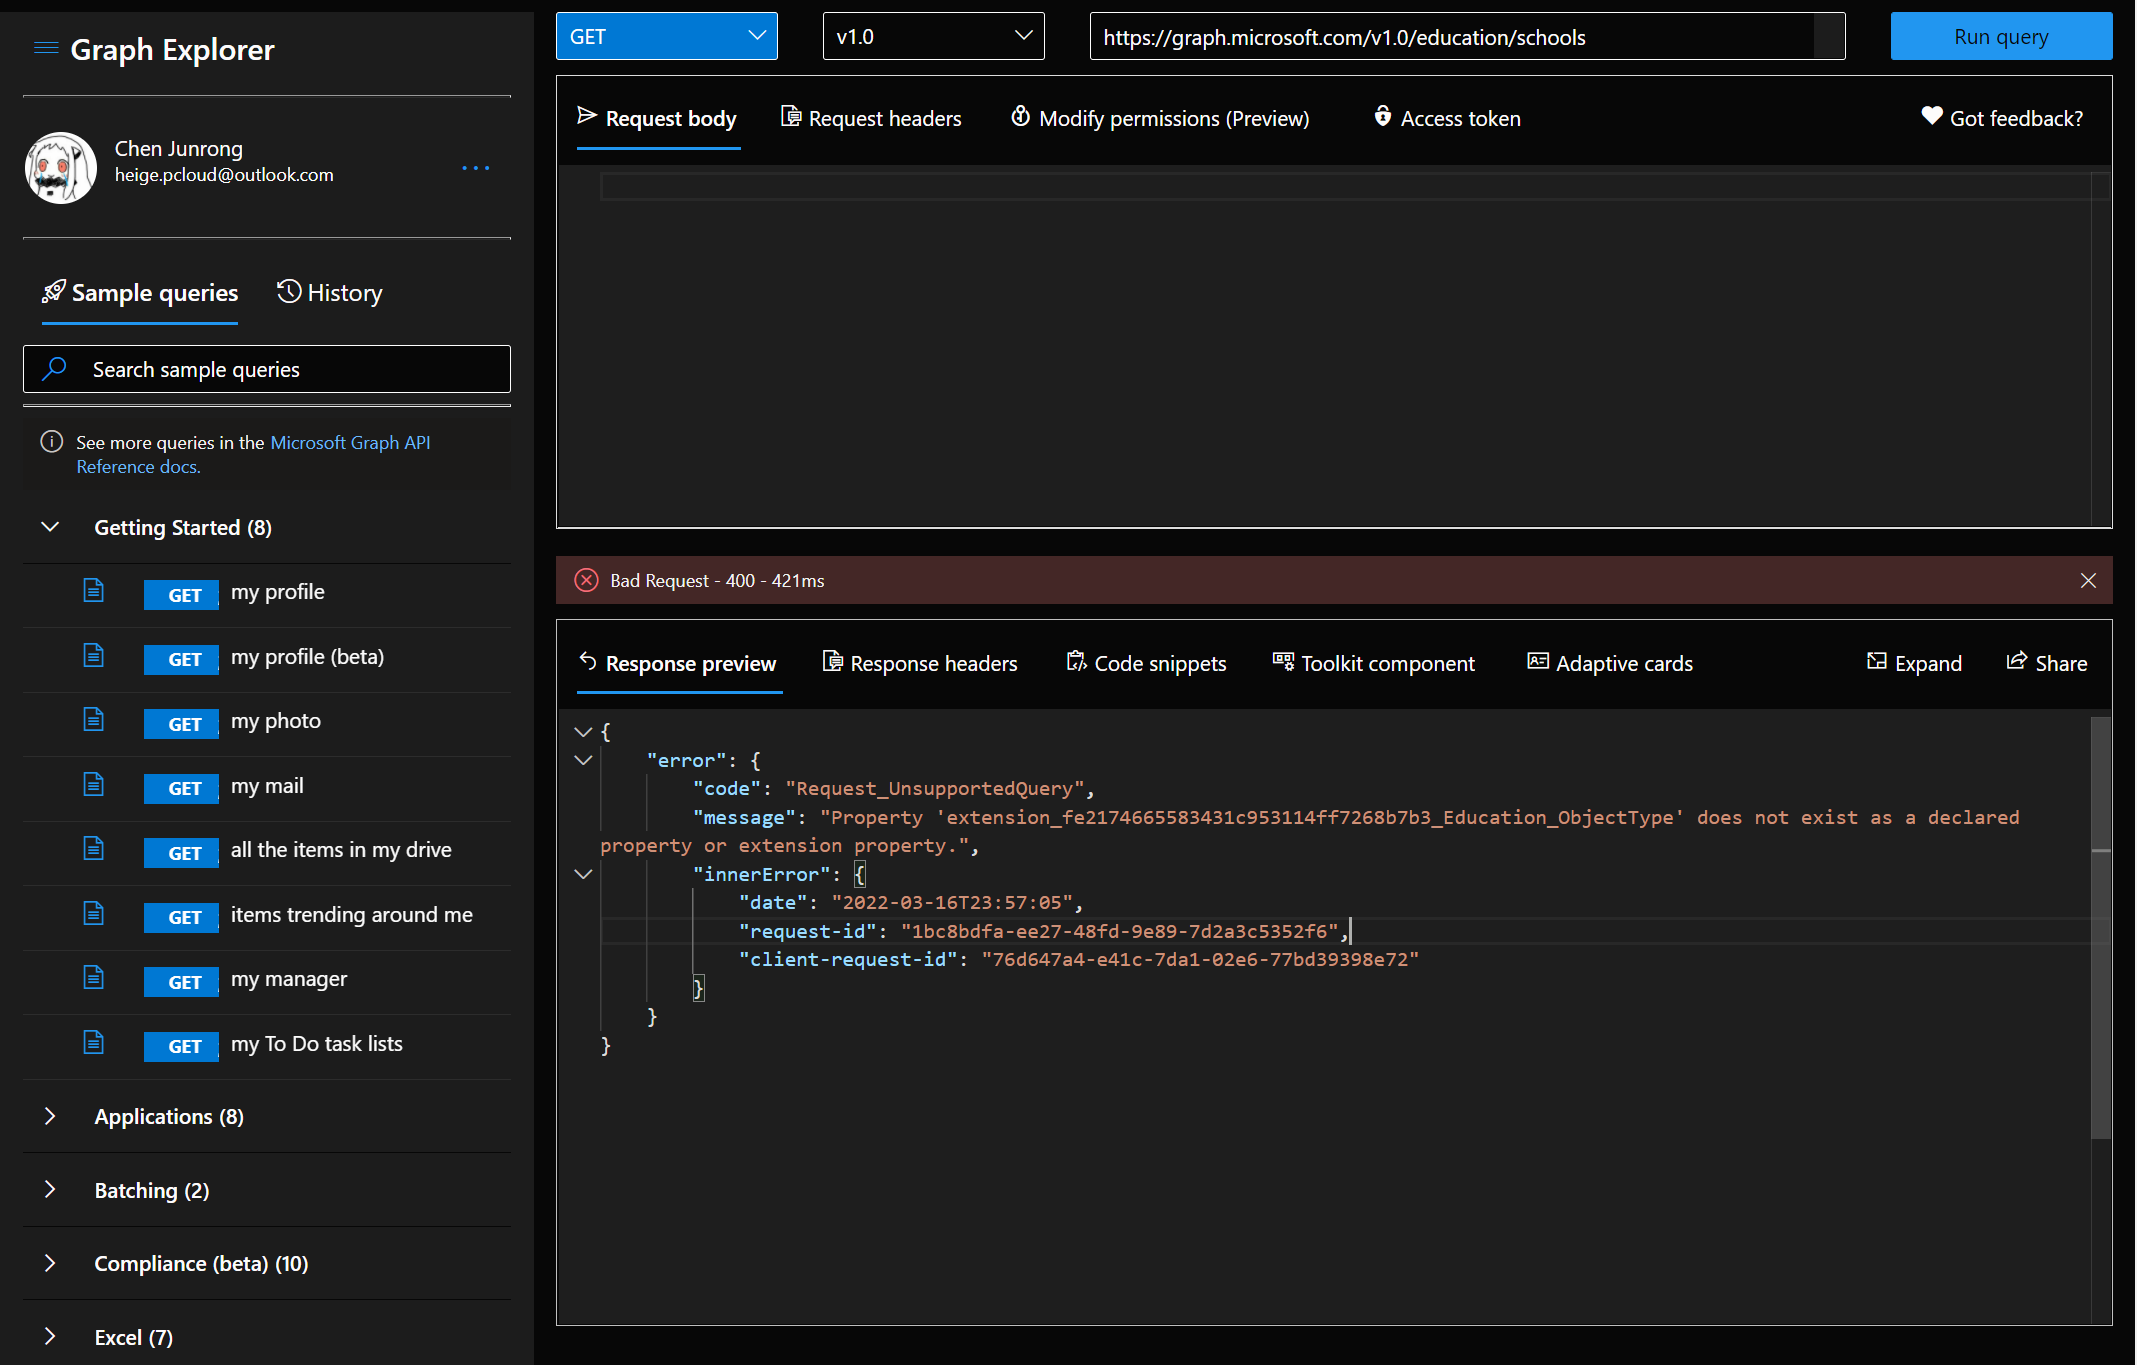 Graph Explorer
Chen Junrong
heige.pcloud@outlook.com
Sample queries
History
Search sample queries
See more queries in the Microsoft Graph API
Reference docs.
Getting Started (8)
GET my profile
GET my profile (beta)
GET my photo
GET my mail
GET all the items in my drive
GET items trending around me
GET my manager
GET my To Do task lists
Applications (8)
Batching (2)
Compliance (beta) (10)
Excel (7)
GET
v1.0
https://graph.microsoft.com/v1.0/education/schools
Run query
Request body
Request headers
Modify permissions (Preview)
Access token
Got feedback?
Bad Request - 400 - 421ms
Response preview
Response headers
Code snippets
Toolkit component
Adaptive cards
Expand
Share
{
"error": {
"code": "Request_UnsupportedQuery",
"message": "Property 'extension_fe2174665583431c953114ff7268b7b3_Education_ObjectType' does not exist as a declared
property or extension property.",
"innerError": {
"date": "2022-03-16T23:57:05",
"request-id": "1bc8bdfa-ee27-48fd-9e89-7d2a3c5352f6",
"client-request-id": "76d647a4-e41c-7da1-02e6-77bd39398e72"
}
}
}